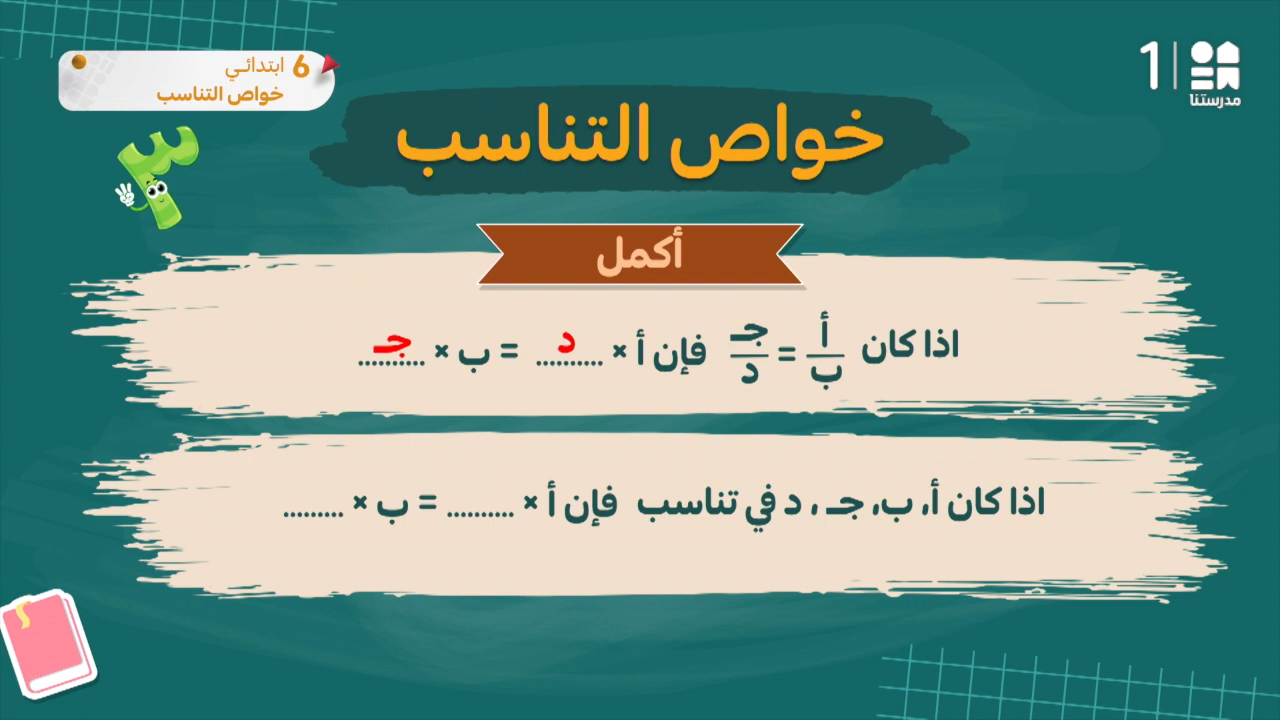 6 ابتدائي
خواص التناسب
1
مدرستنا
خواص التناسب
أكمل
اذا كان أ/ب = جـ/د فإن أ × ....د.... = ب × ....جـ....
اذا كان أ، ب، جـ ، د في تناسب فإن أ × .......... = ب × .........